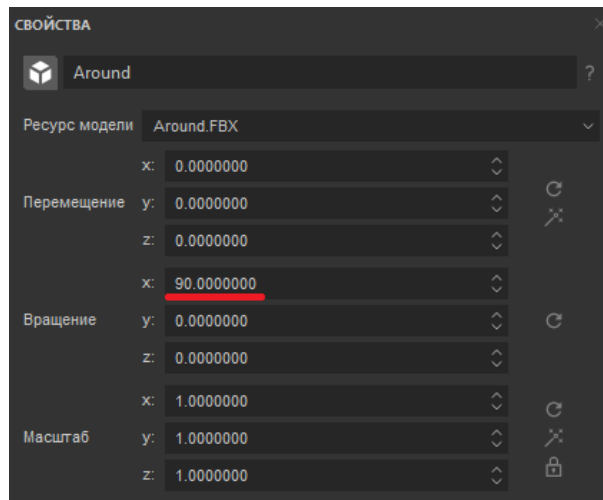 СВОЙСТВА
Around ?
Ресурс модели Around.FBX
x: 0.0000000
Перемещение y: 0.0000000
z: 0.0000000
x: 90.0000000
Вращение y: 0.0000000
z: 0.0000000
x: 1.0000000
Масштаб y: 1.0000000
z: 1.0000000